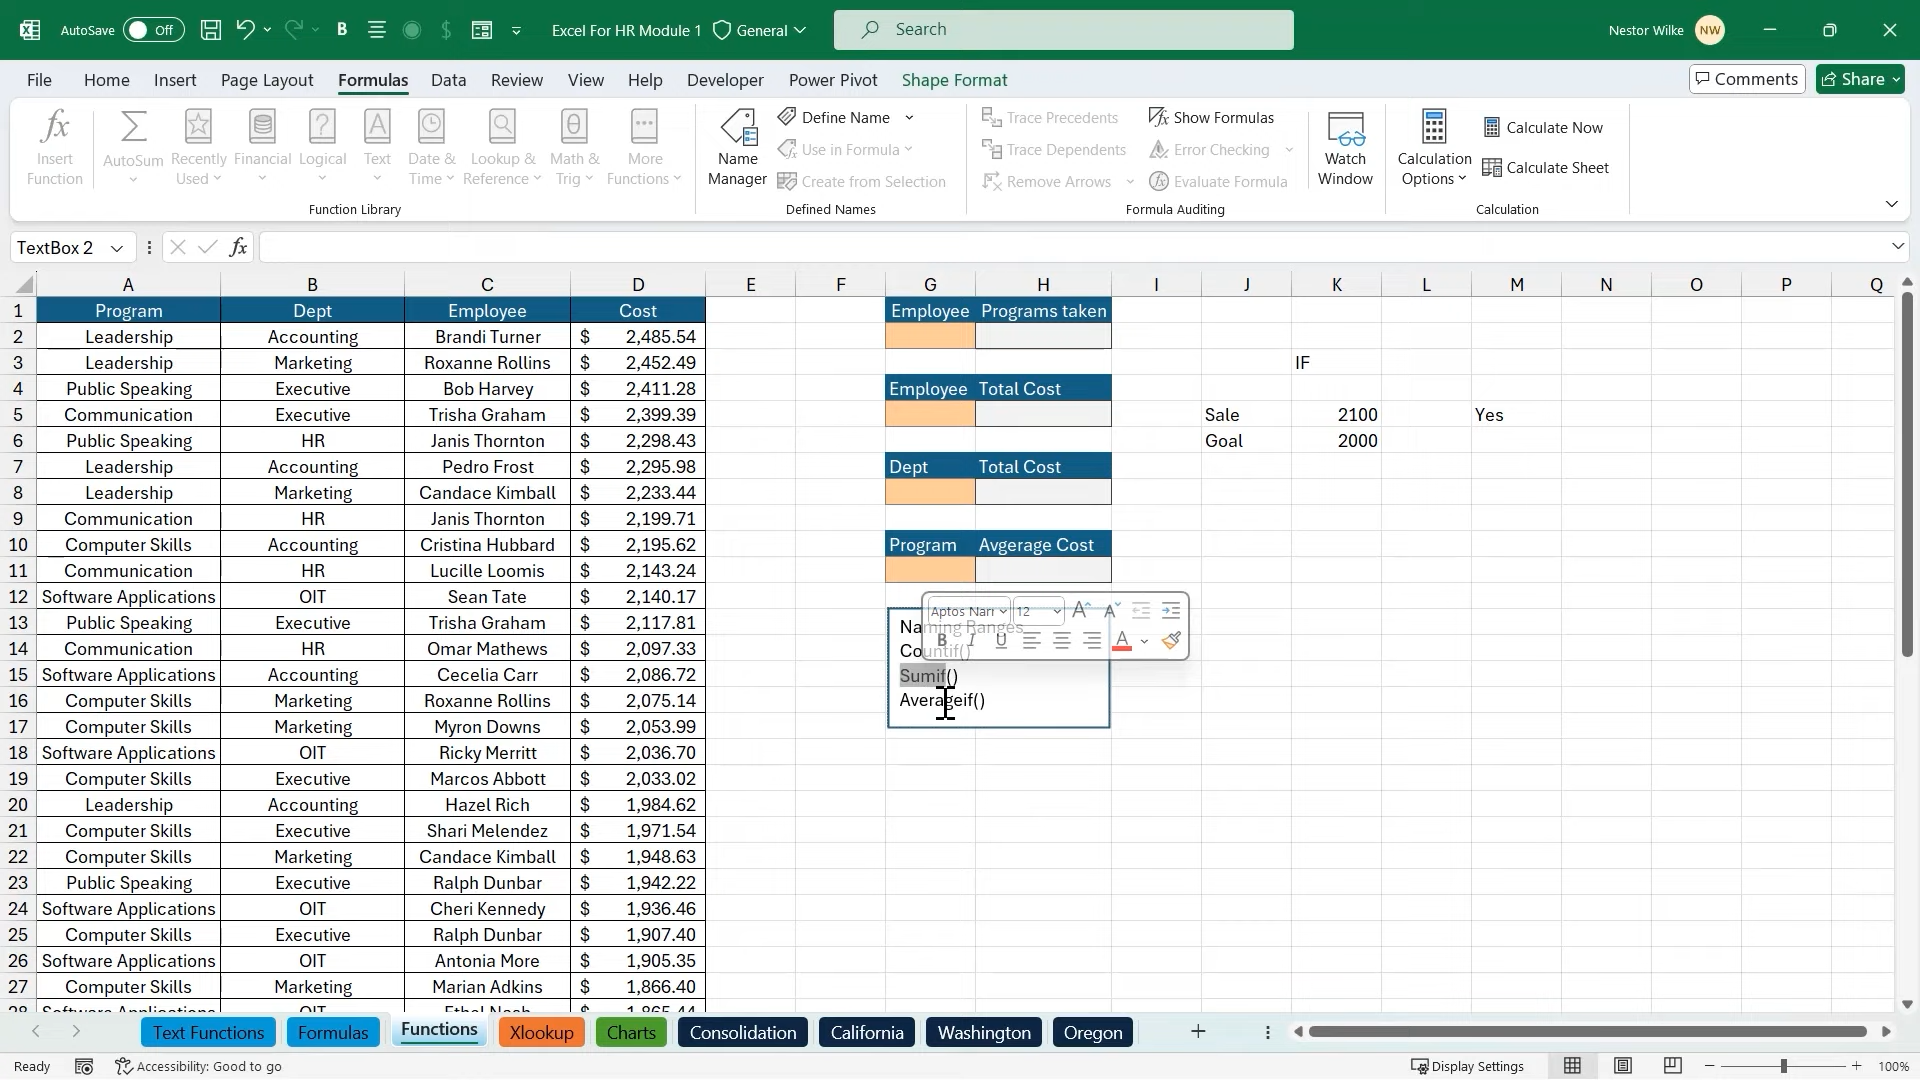 AutoSave Off B $ Excel For HR Module 1 General Search Nestor Wilke NW
File Home Insert Page Layout Formulas Data Review View Help Developer Power Pivot Shape Format Comments Share
Insert Function AutoSum Recently Used Financial Logical Text Date & Time Lookup & Reference Math & Trig More Functions
Function Library
Name Manager Define Name Use in Formula Create from Selection
Defined Names
Trace Precedents Trace Dependents Remove Arrows Show Formulas Error Checking Evaluate Formula
Formula Auditing
Watch Window
Calculation Options Calculate Now Calculate Sheet
Calculation
TextBox 2 fx
A B C D E F G H I J K L M N O P Q
1 Program Dept Employee Cost Employee Programs taken
2 Leadership Accounting Brandi Turner $ 2,485.54
3 Leadership Marketing Roxanne Rollins $ 2,452.49 IF
4 Public Speaking Executive Bob Harvey $ 2,411.28 Employee Total Cost
5 Communication Executive Trisha Graham $ 2,399.39 Sale 2100 Yes
6 Public Speaking HR Janis Thornton $ 2,298.43 Goal 2000
7 Leadership Accounting Pedro Frost $ 2,295.98 Dept Total Cost
8 Leadership Marketing Candace Kimball $ 2,233.44
9 Communication HR Janis Thornton $ 2,199.71
10 Computer Skills Accounting Cristina Hubbard $ 2,195.62 Program Avgerage Cost
11 Communication HR Lucille Loomis $ 2,143.24
12 Software Applications OIT Sean Tate $ 2,140.17
13 Public Speaking Executive Trisha Graham $ 2,117.81
14 Communication HR Omar Mathews $ 2,097.33
15 Software Applications Accounting Cecelia Carr $ 2,086.72
16 Computer Skills Marketing Roxanne Rollins $ 2,075.14
17 Computer Skills Marketing Myron Downs $ 2,053.99
18 Software Applications OIT Ricky Merritt $ 2,036.70
19 Computer Skills Executive Marcos Abbott $ 2,033.02
20 Leadership Accounting Hazel Rich $ 1,984.62
21 Computer Skills Executive Shari Melendez $ 1,971.54
22 Computer Skills Marketing Candace Kimball $ 1,948.63
23 Public Speaking Executive Ralph Dunbar $ 1,942.22
24 Software Applications OIT Cheri Kennedy $ 1,936.46
25 Computer Skills Executive Ralph Dunbar $ 1,907.40
26 Software Applications OIT Antonia More $ 1,905.35
27 Computer Skills Marketing Marian Adkins $ 1,866.40
28 Software Applications OIT Ethel Nash $ 1,865.44
Aptos Narr 12 A A
B I U A
Naming Ranges
Countif()
Sumif()
Averageif()
Text Functions Formulas Functions Xlookup Charts Consolidation California Washington Oregon
Ready Accessibility: Good to go Display Settings 100%